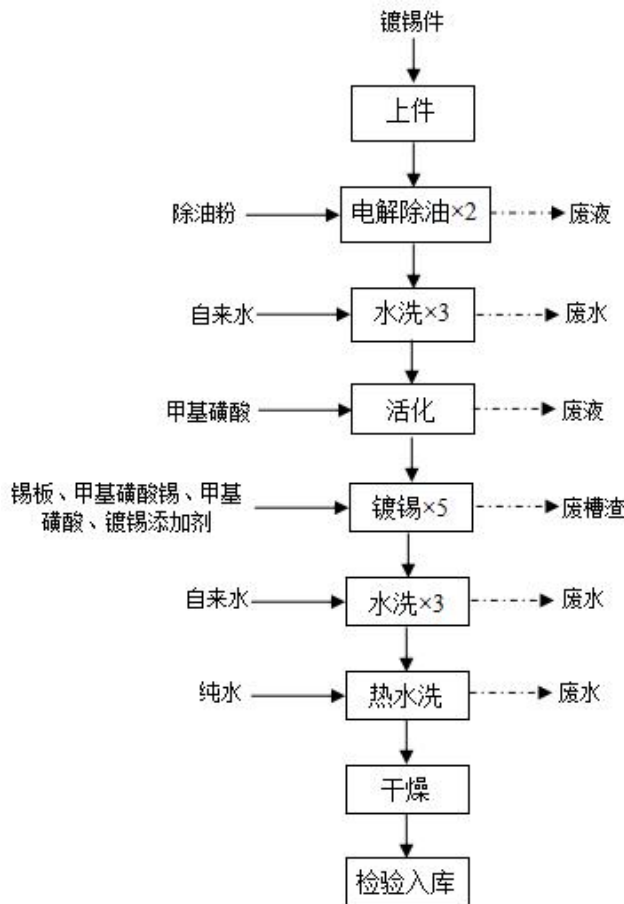 镀锡件
上件
除油粉
电解除油×2
废液
自来水
水洗×3
废水
甲基磺酸
活化
废液
锡板、甲基磺酸锡、甲基
磺酸、镀锡添加剂
镀锡×5
废槽渣
自来水
水洗×3
废水
纯水
热水洗
废水
干燥
检验入库